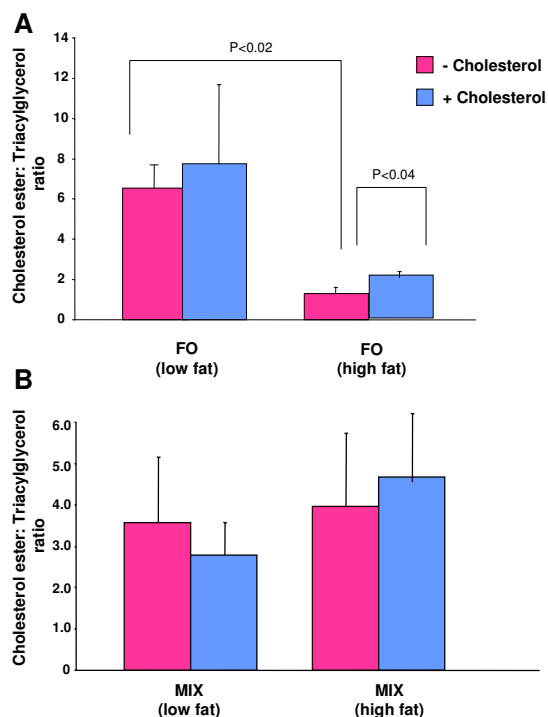 A
P<0.02
- Cholesterol
+ Cholesterol
P<0.04
Cholesterol ester: Triacylglycerol
ratio
14
12
10
8
6
4
2
0
FO
(low fat)
FO
(high fat)
B
Cholesterol ester: Triacylglycerol
ratio
6.0
5.0
4.0
3.0
2.0
1.0
0
MIX
(low fat)
MIX
(high fat)